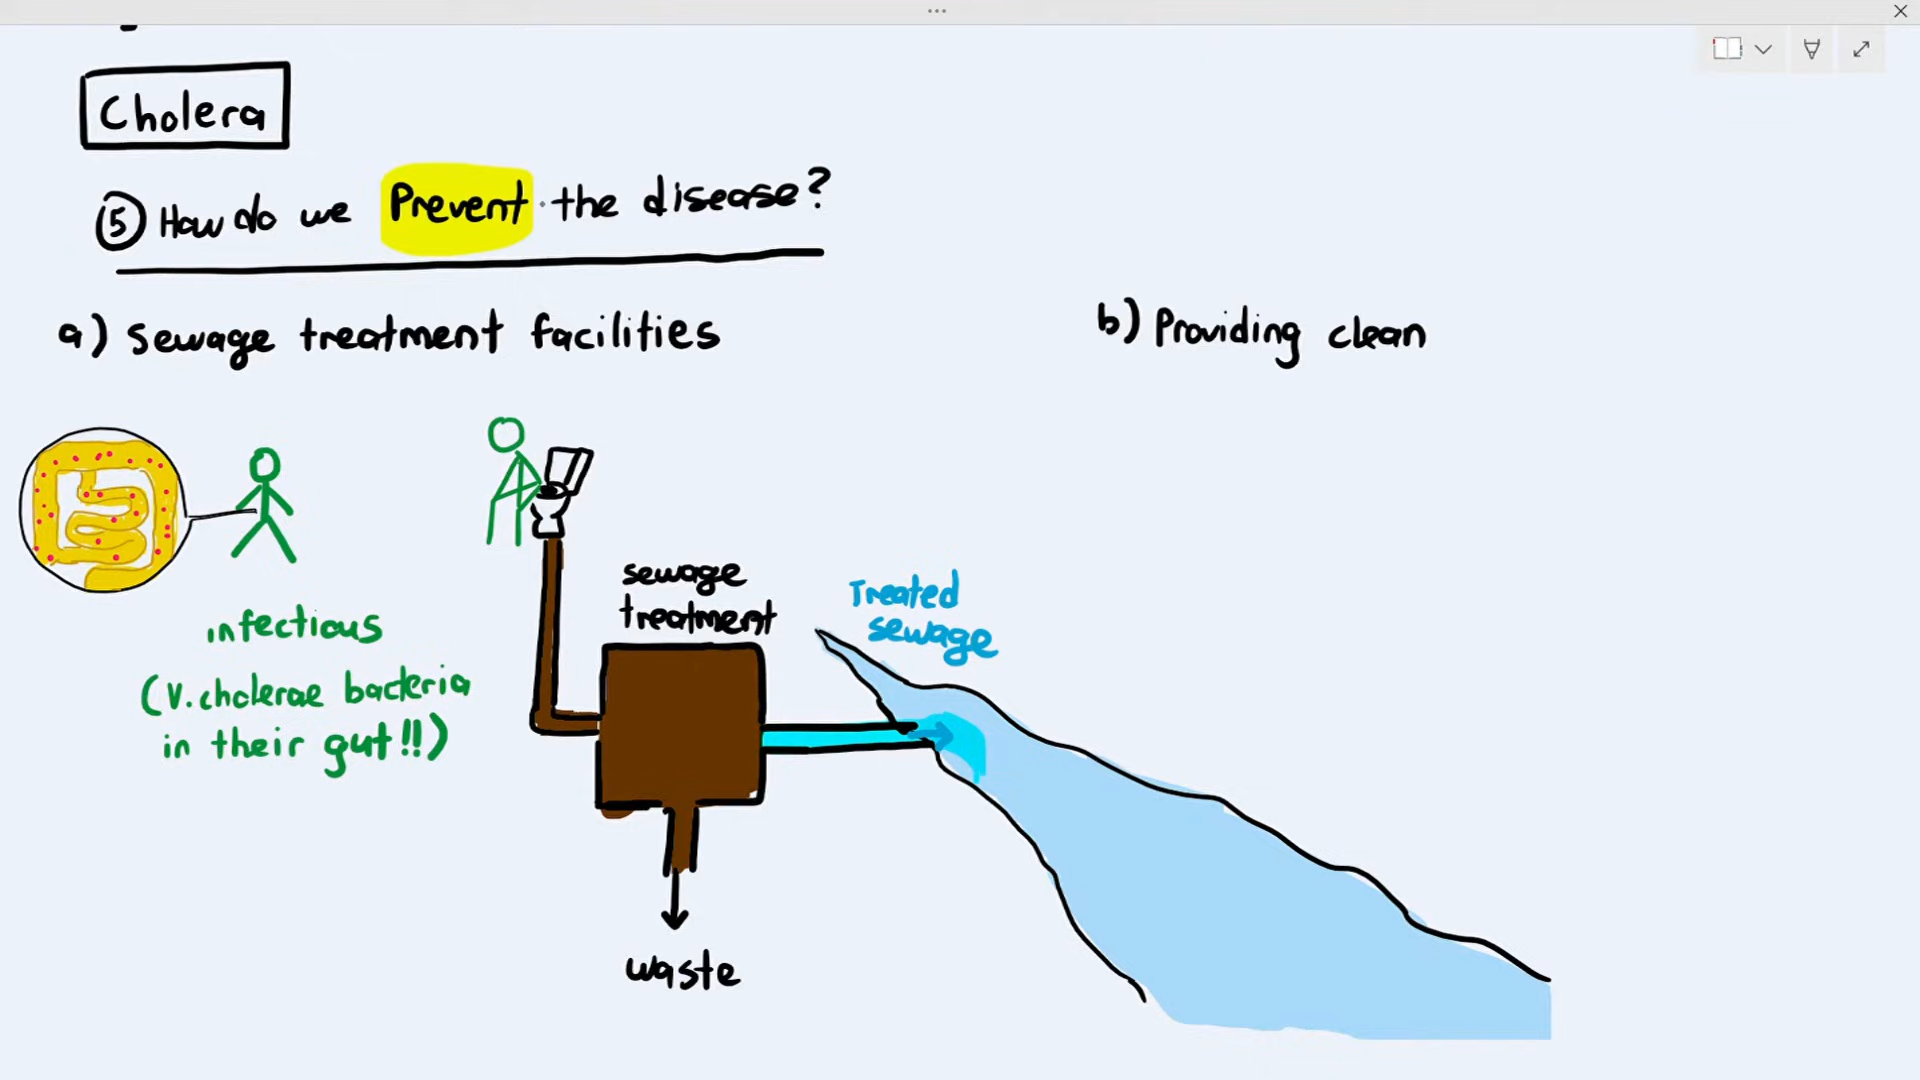 Cholera
⑤ How do we Prevent the disease?
a) sewage treatment facilities
b) Providing clean
sewage
treatment
Treated
sewage
infectious
(V.cholerae bacteria
in their gut!!)
waste